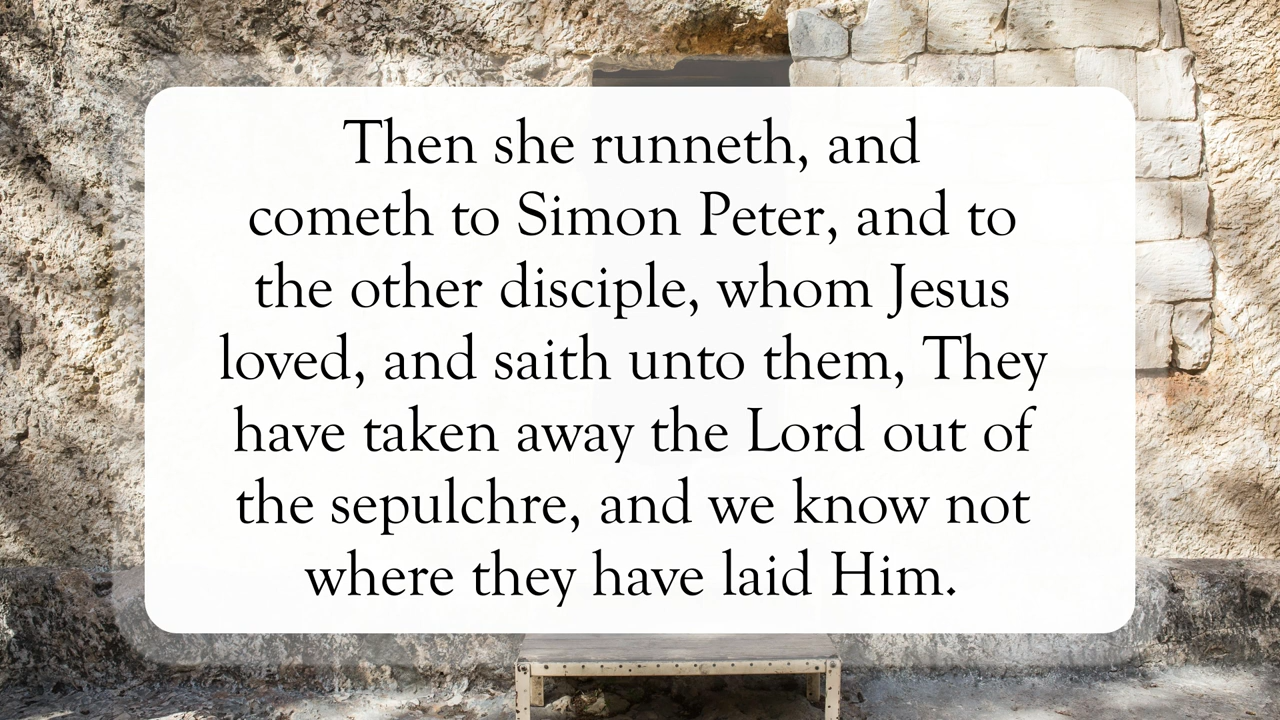 Then she runneth, and
cometh to Simon Peter, and to
the other disciple, whom Jesus
loved, and saith unto them, They
have taken away the Lord out of
the sepulchre, and we know not
where they have laid Him.